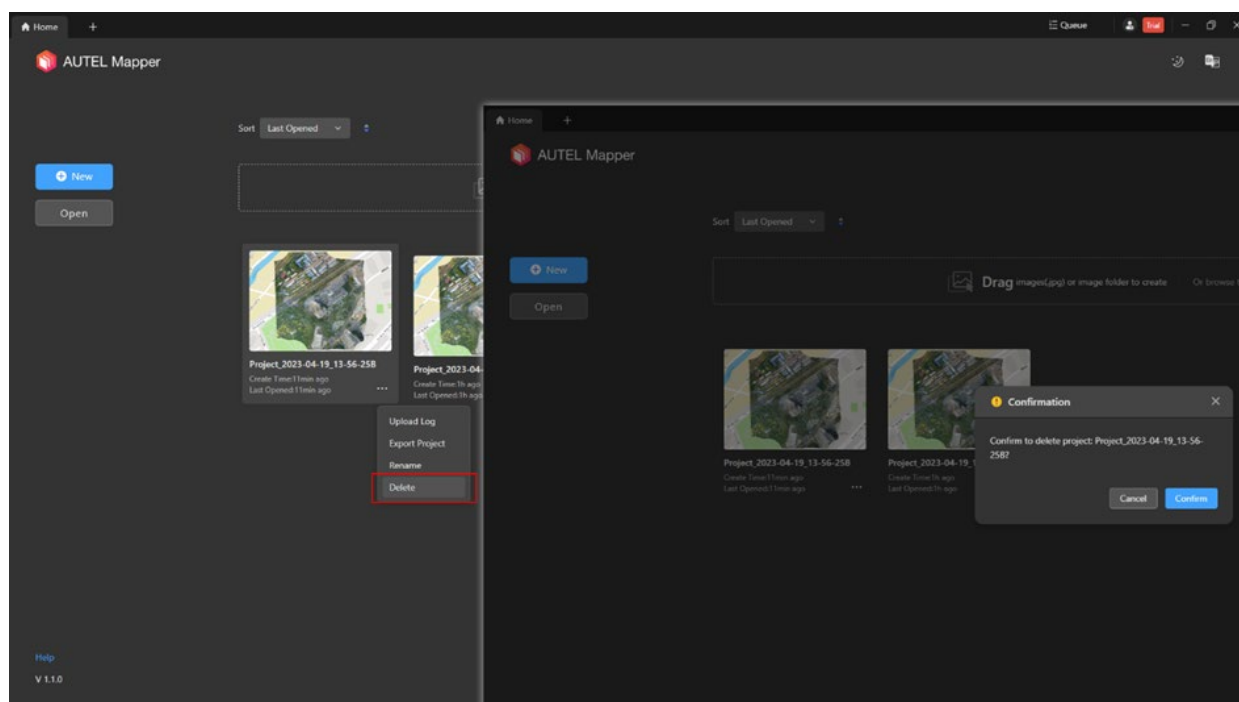 Home +
Queue
Trial
AUTEL Mapper
Sort Last Opened
New
Open
Project_2023-04-19_13-56-258
Create Time:11min ago
Last Opened:11min ago
...
Project_2023-04-
Create Time:1h ago
Last Opened:1h ago
Upload Log
Export Project
Rename
Delete
Help
V 1.1.0
Home +
AUTEL Mapper
Sort Last Opened
New
Open
Drag images(.jpg) or image folder to create Or browse
Project_2023-04-19_13-56-258
Create Time:11min ago
Last Opened:11min ago
...
Project_2023-04-19_1
Create Time:1h ago
Last Opened:1h ago
Confirmation
Confirm to delete project: Project_2023-04-19_13-56-
258?
Cancel Confirm